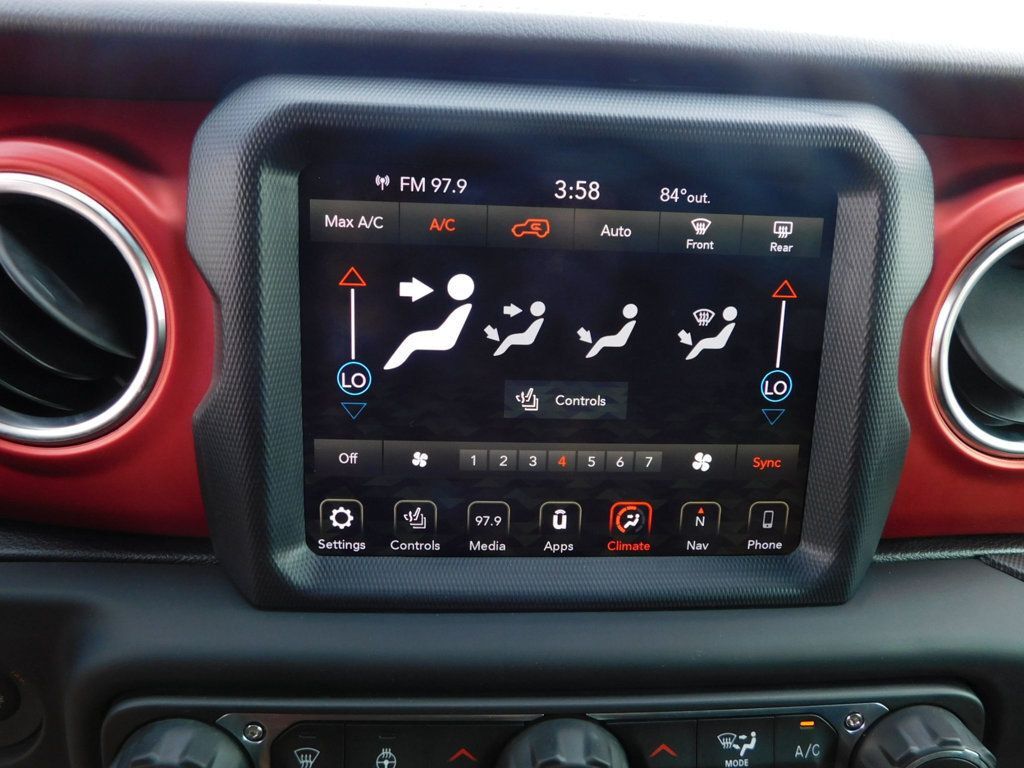 FM 97.9 3:58 84°out.
Max A/C A/C Auto Front Rear
LO LO
Controls
Off 1 2 3 4 5 6 7 Sync
97.9 N
Settings Controls Media Apps Climate Nav Phone
MODE A/C